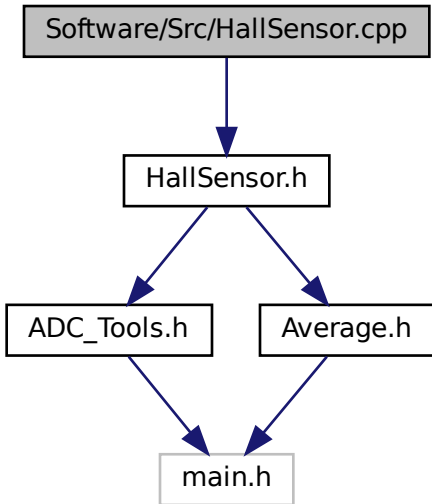 Software/Src/HallSensor.cpp
HallSensor.h
ADC_Tools.h
Average.h
main.h